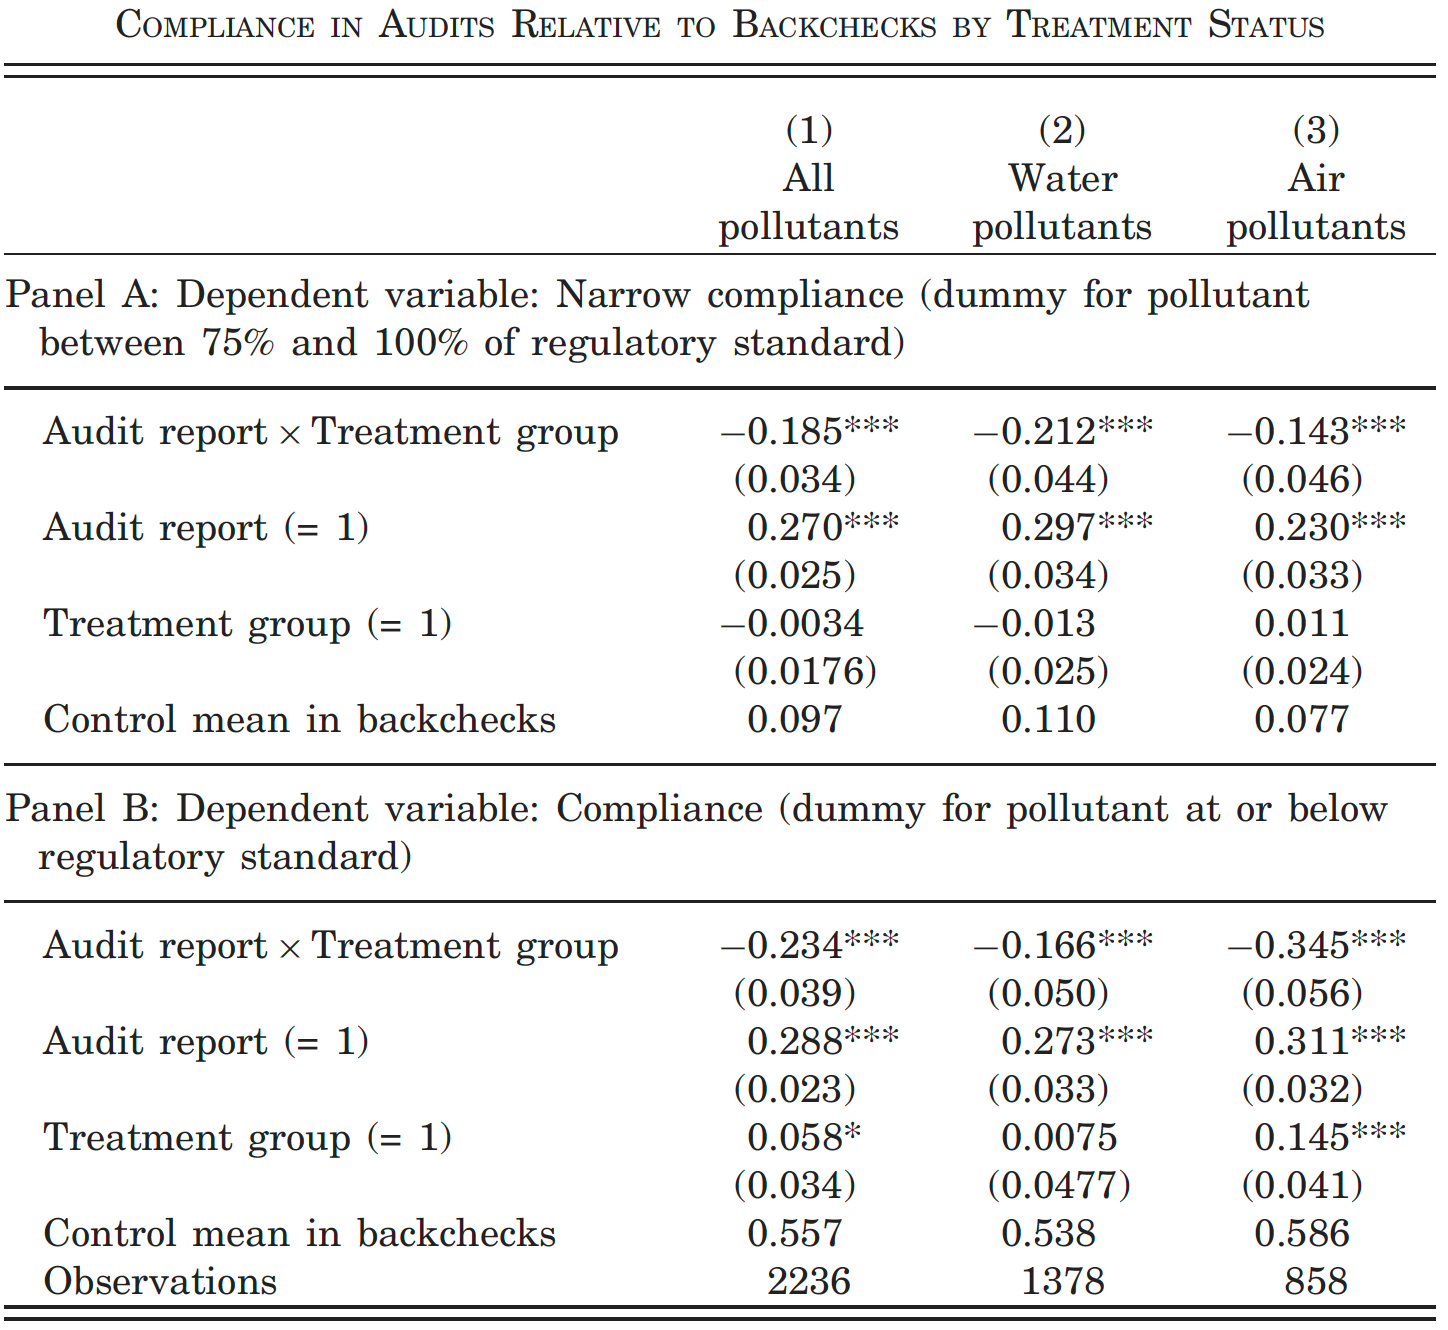 COMPLIANCE IN AUDITS RELATIVE TO BACKCHECKS BY TREATMENT STATUS
(1) (2) (3)
All Water Air
pollutants pollutants pollutants
Panel A: Dependent variable: Narrow compliance (dummy for pollutant
between 75% and 100% of regulatory standard)
Audit report × Treatment group −0.185*** −0.212*** −0.143***
(0.034) (0.044) (0.046)
Audit report (= 1) 0.270*** 0.297*** 0.230***
(0.025) (0.034) (0.033)
Treatment group (= 1) −0.0034 −0.013 0.011
(0.0176) (0.025) (0.024)
Control mean in backchecks 0.097 0.110 0.077
Panel B: Dependent variable: Compliance (dummy for pollutant at or below
regulatory standard)
Audit report × Treatment group −0.234*** −0.166*** −0.345***
(0.039) (0.050) (0.056)
Audit report (= 1) 0.288*** 0.273*** 0.311***
(0.023) (0.033) (0.032)
Treatment group (= 1) 0.058* 0.0075 0.145***
(0.034) (0.0477) (0.041)
Control mean in backchecks 0.557 0.538 0.586
Observations 2236 1378 858